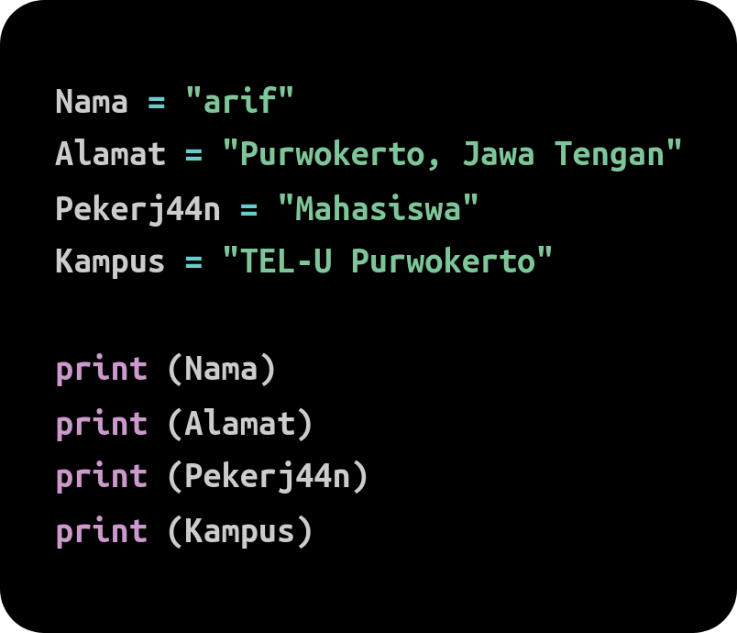 Nama = "arif"
Alamat = "Purwokerto, Jawa Tengan"
Pekerj44n = "Mahasiswa"
Kampus = "TEL-U Purwokerto"
print (Nama)
print (Alamat)
print (Pekerj44n)
print (Kampus)